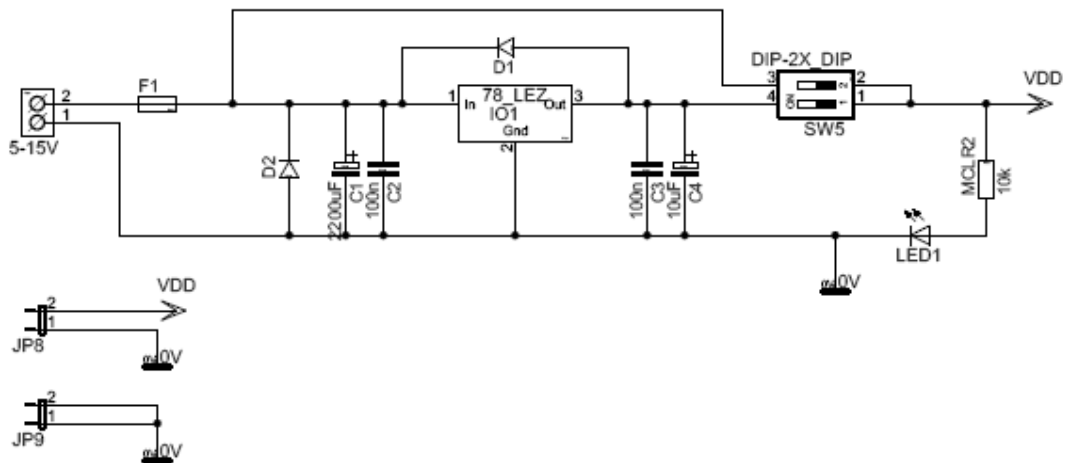 DIP-2X_DIP
VDD
F1
D1
3
2
2
1
78_LEZ
3
4
ON
2
1
1
In
Out
IO1
Gnd
2
SW5
5-15V
D2
2200uF
C1
100n
C2
100n
C3
10uF
C4
MCLR2
10k
LED1
0V
VDD
2
1
JP8
0V
2
1
JP9
0V